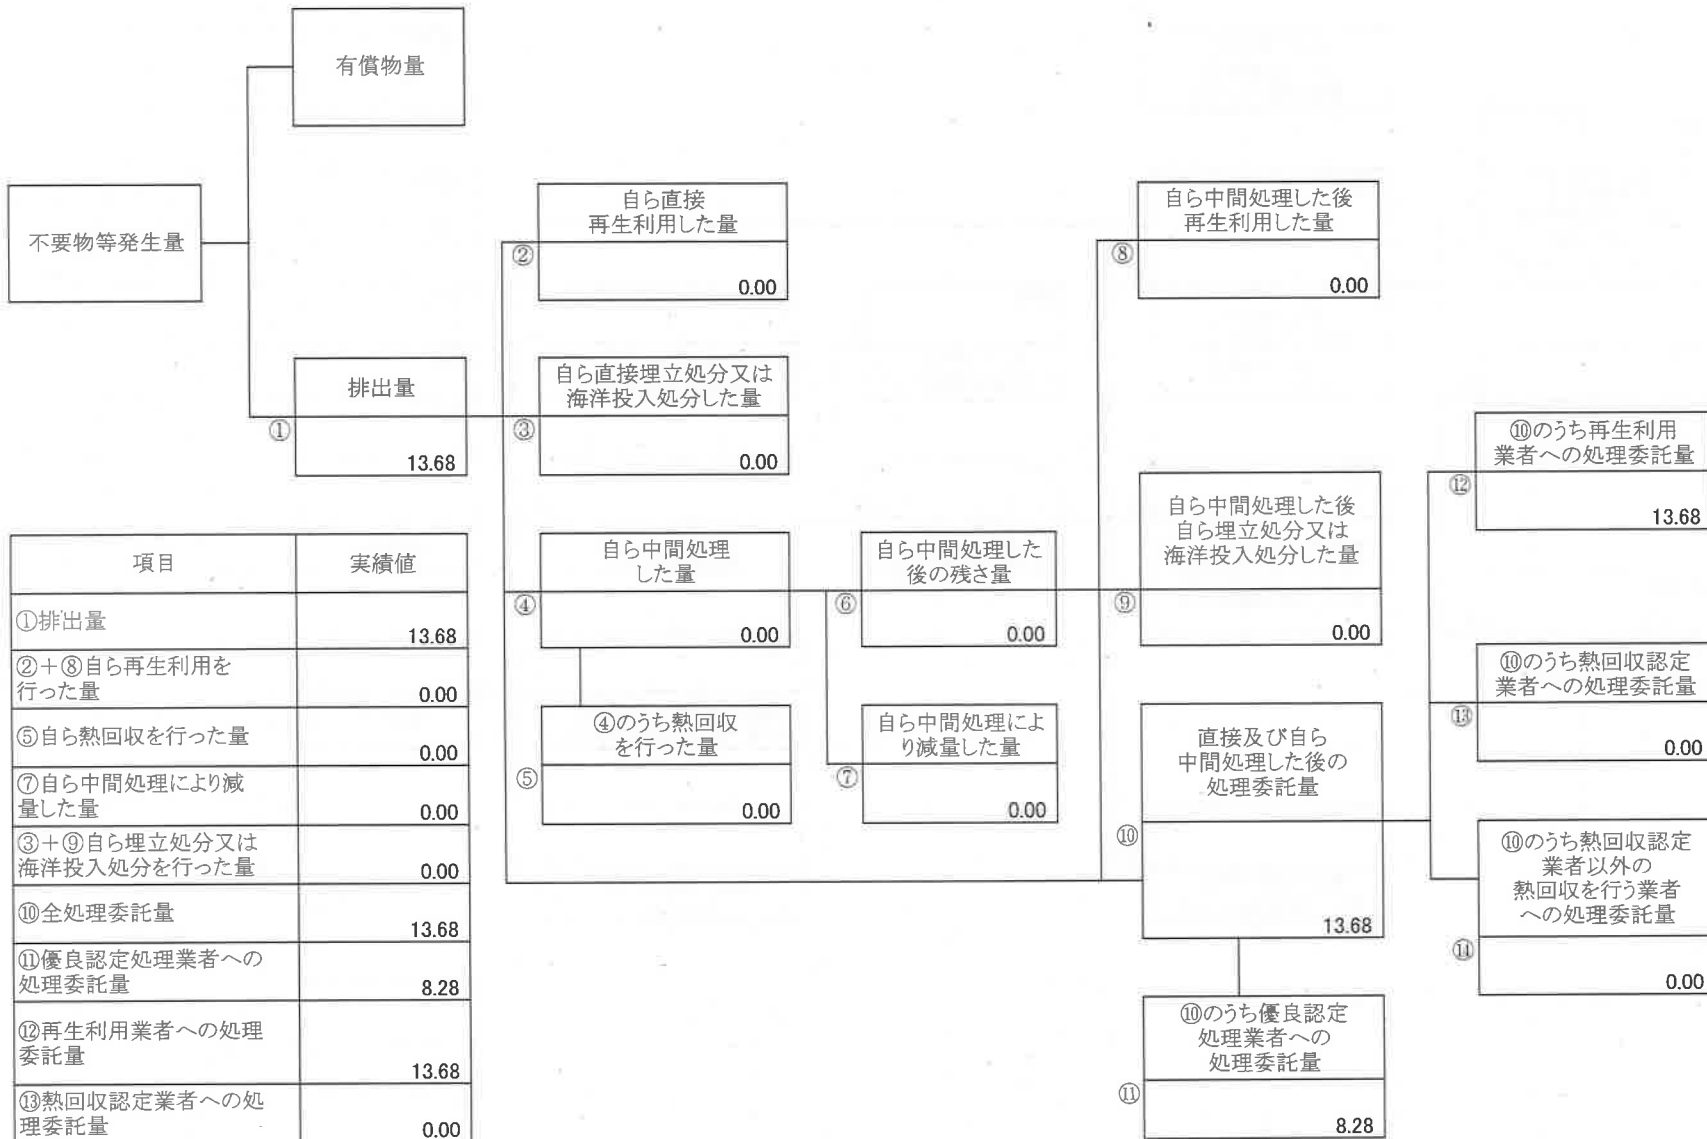 有償物量
不要物等発生量
排出量
①
13.68
自ら直接
再生利用した量
②
0.00
自ら直接埋立処分又は
海洋投入処分した量
③
0.00
自ら中間処理
した量
④
0.00
④のうち熱回収
を行った量
⑤
0.00
自ら中間処理した
後の残さ量
⑥
0.00
自ら中間処理によ
り減量した量
⑦
0.00
自ら中間処理した後
再生利用した量
⑧
0.00
自ら中間処理した後
自ら埋立処分又は
海洋投入処分した量
⑨
0.00
直接及び自ら
中間処理した後の
処理委託量
⑩
13.68
⑩のうち優良認定
処理業者への
処理委託量
⑪
8.28
⑩のうち再生利用
業者への処理委託量
⑫
13.68
⑩のうち熱回収認定
業者への処理委託量
⑬
0.00
⑩のうち熱回収認定
業者以外の
熱回収を行う業者
への処理委託量
⑭
0.00
項目 実績値
①排出量
13.68
②+⑧自ら再生利用を
行った量 0.00
⑤自ら熱回収を行った量
0.00
⑦自ら中間処理により減
量した量 0.00
③+⑨自ら埋立処分又は
海洋投入処分を行った量 0.00
⑩全処理委託量
13.68
⑪優良認定処理業者への
処理委託量 8.28
⑫再生利用業者への処理
委託量
13.68
⑬熱回収認定業者への処
理委託量 0.00